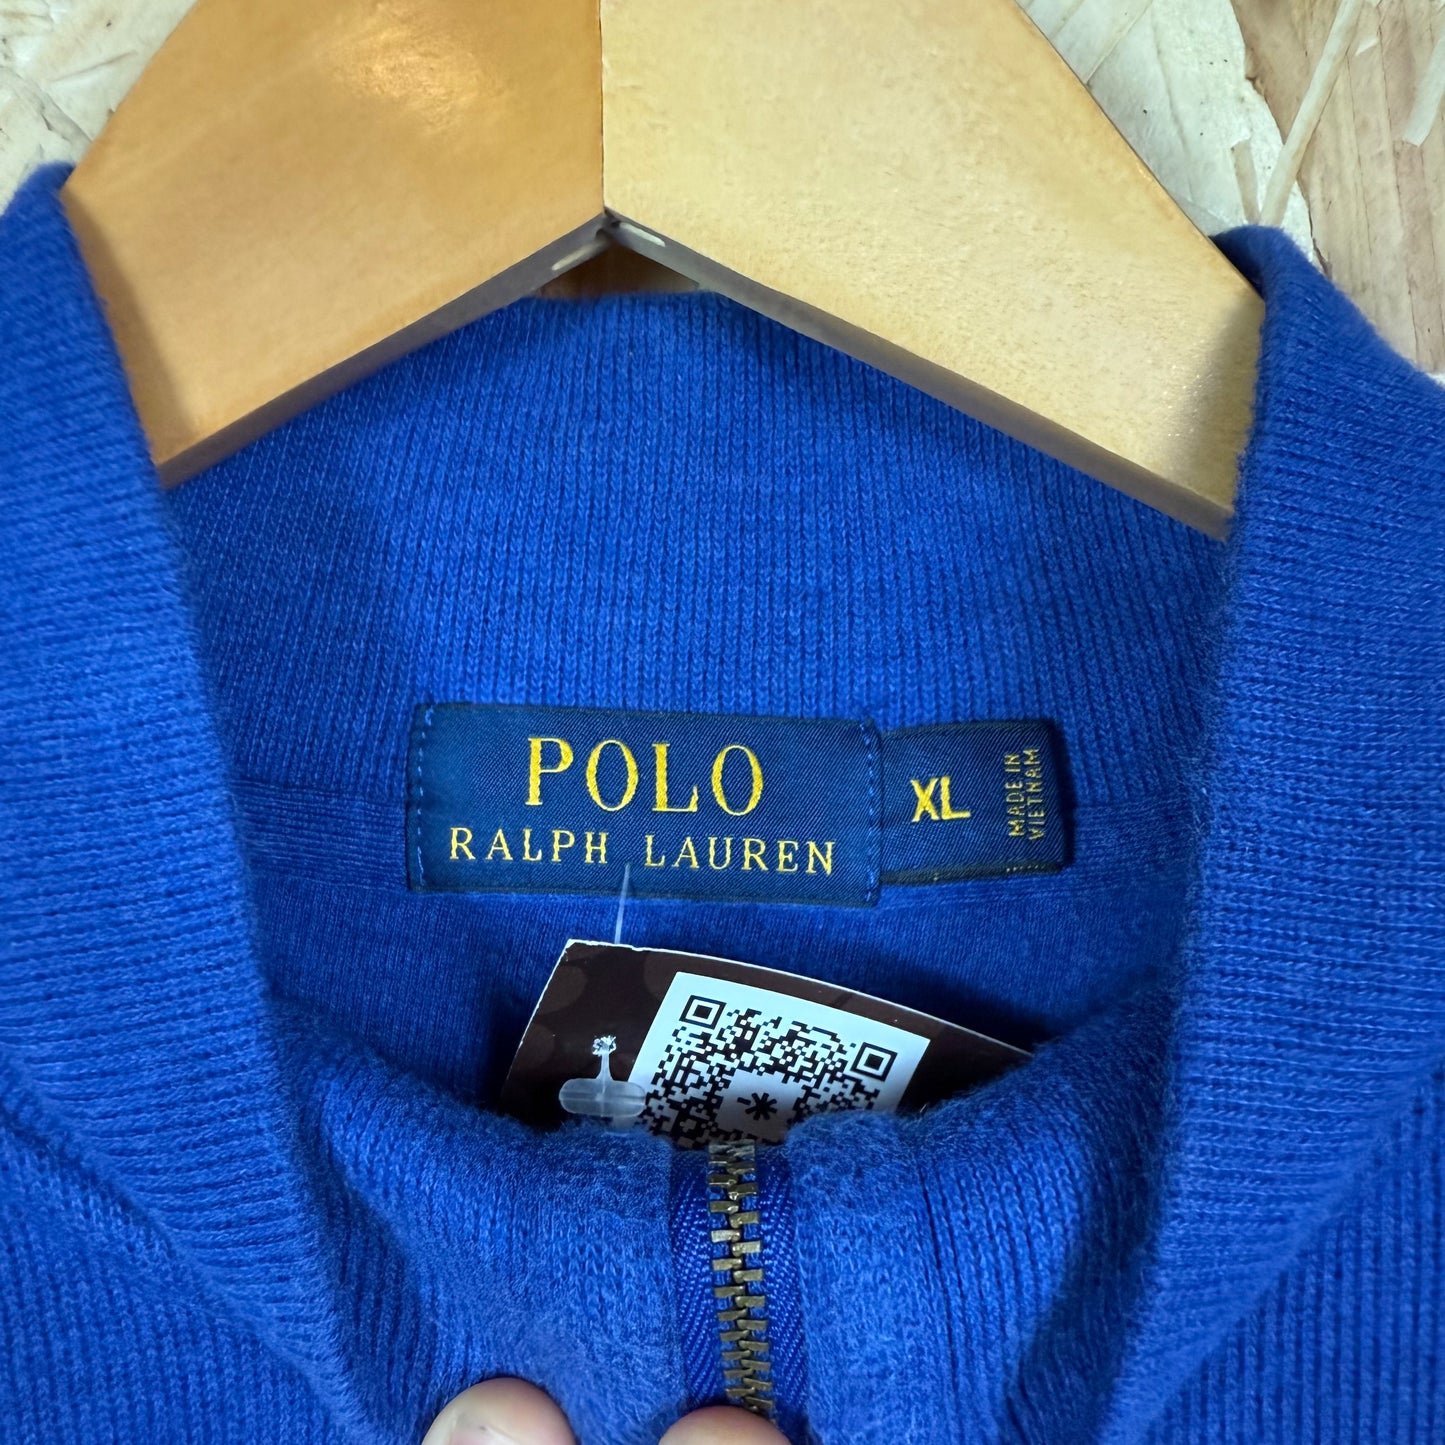 POLO
RALPH LAUREN
XL
MADE IN
VIETNAM